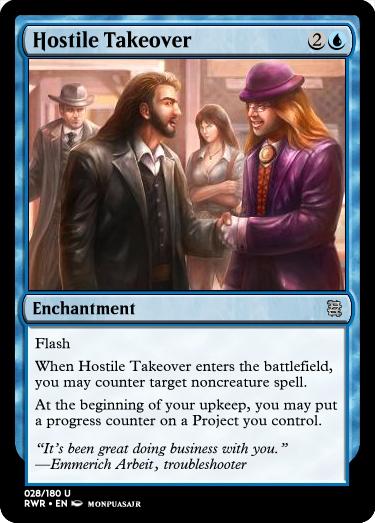 Hostile Takeover 2
Enchantment
Flash
When Hostile Takeover enters the battlefield,
you may counter target noncreature spell.
At the beginning of your upkeep, you may put
a progress counter on a Project you control.
“It’s been great doing business with you.”
—Emmerich Arbeit, troubleshooter
028/180 U
RWR • EN MONPUASAJR